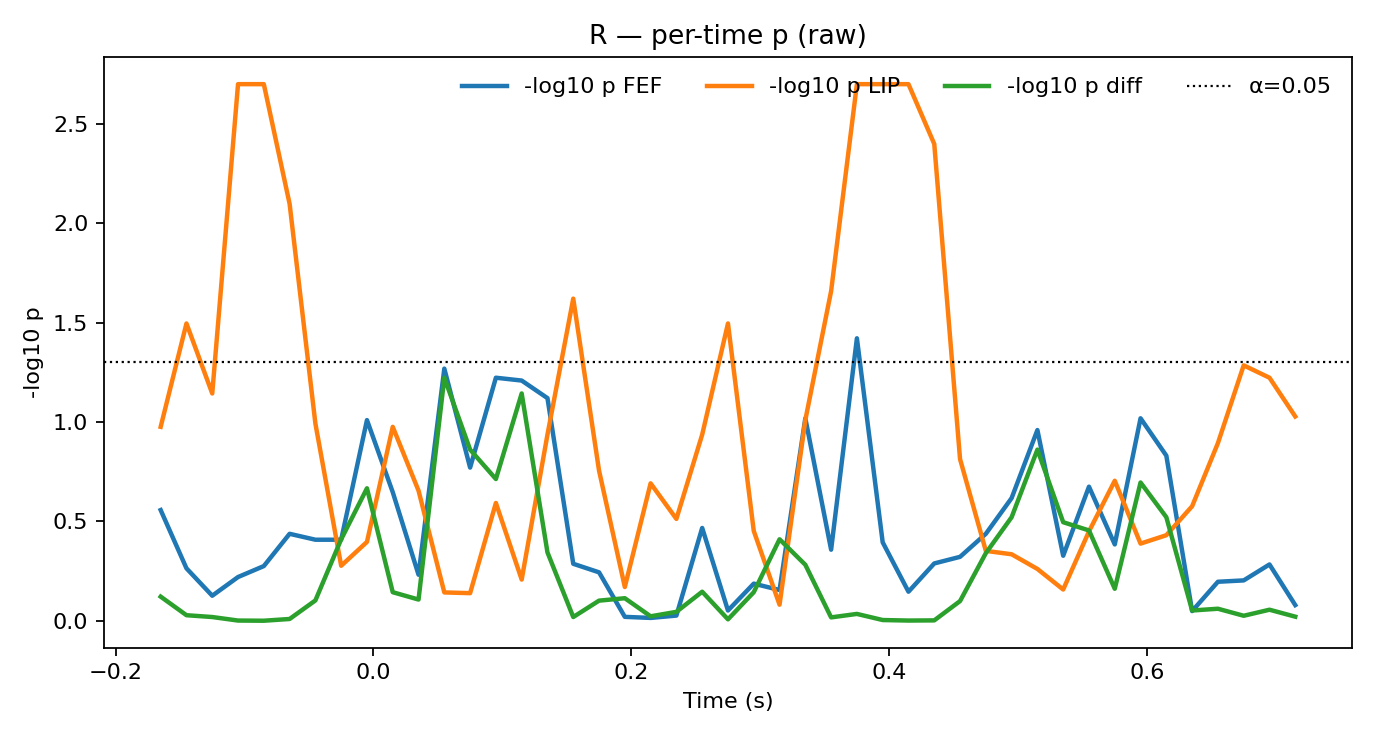 R — per-time p (raw)
-log10 p FEF -log10 p LIP -log10 p diff α=0.05
-log10 p
2.5
2.0
1.5
1.0
0.5
0.0
−0.2 0.0 0.2 0.4 0.6
Time (s)